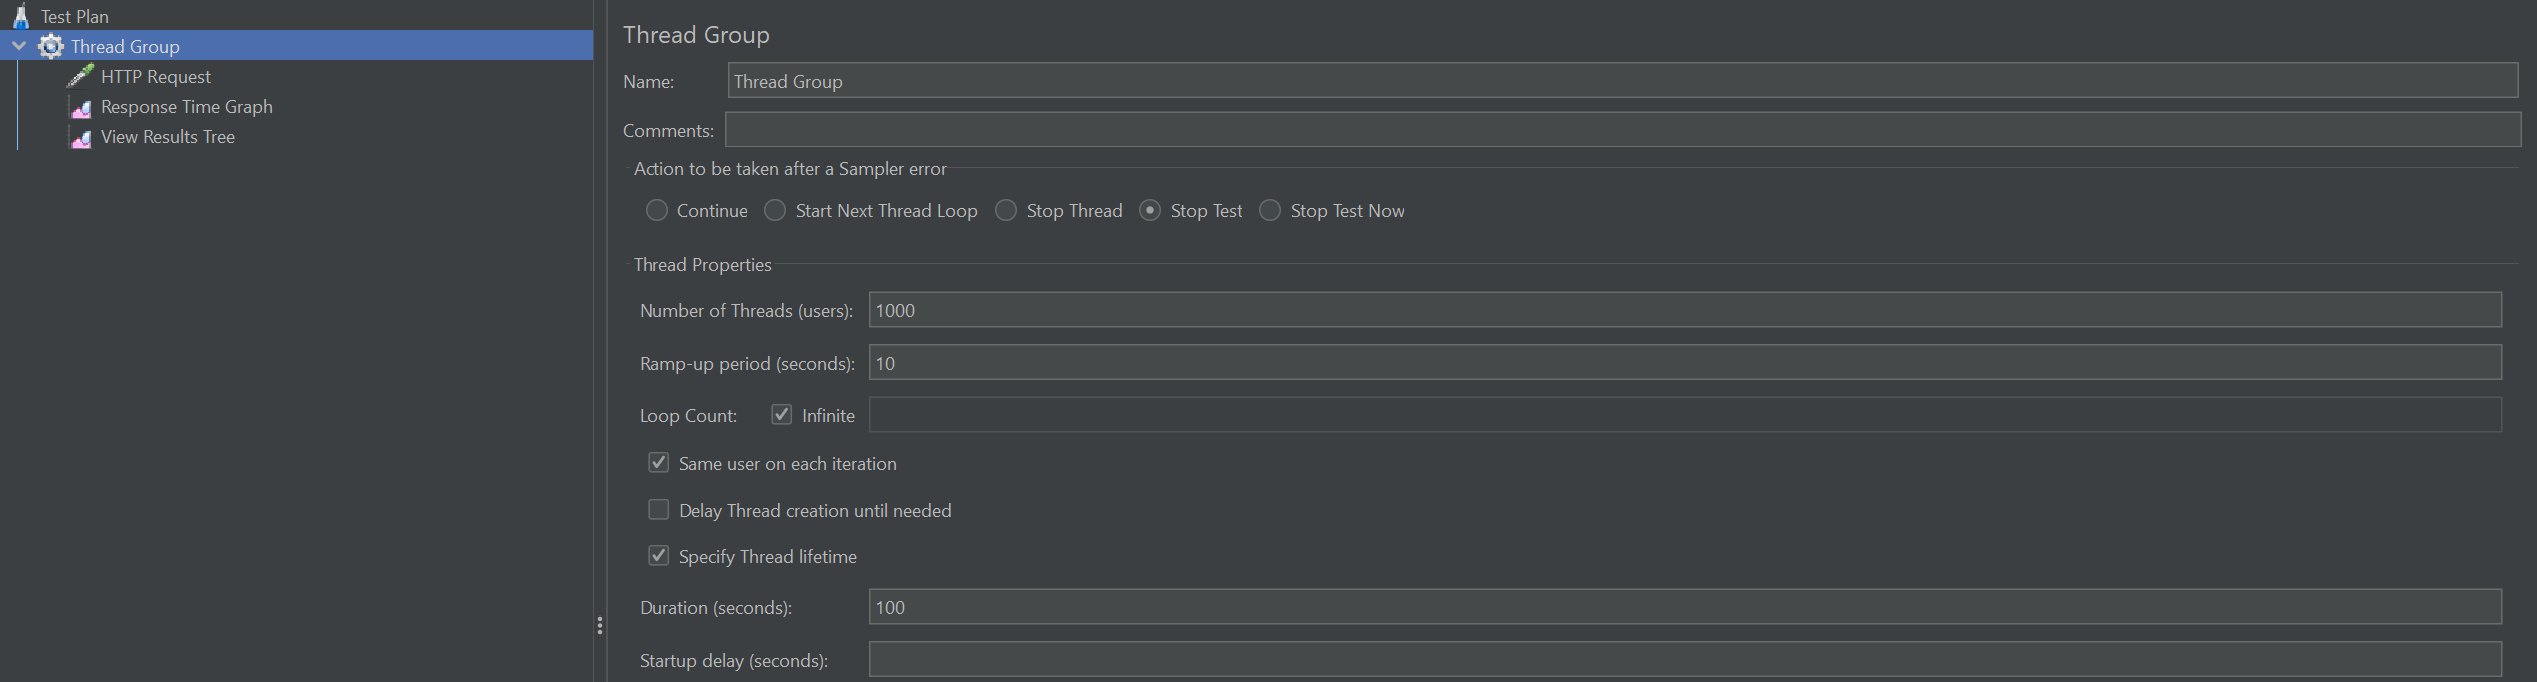 Test Plan
Thread Group
HTTP Request
Response Time Graph
View Results Tree
Thread Group
Name: Thread Group
Comments:
Action to be taken after a Sampler error
Continue Start Next Thread Loop Stop Thread Stop Test Stop Test Now
Thread Properties
Number of Threads (users): 1000
Ramp-up period (seconds): 10
Loop Count: Infinite
Same user on each iteration
Delay Thread creation until needed
Specify Thread lifetime
Duration (seconds): 100
Startup delay (seconds):